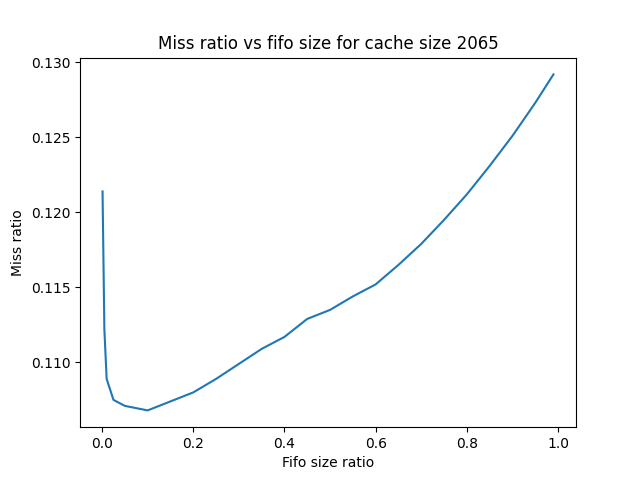 Miss ratio vs fifo size for cache size 2065
0.130
0.125
0.120
0.115
0.110
Miss ratio
0.0 0.2 0.4 0.6 0.8 1.0
Fifo size ratio